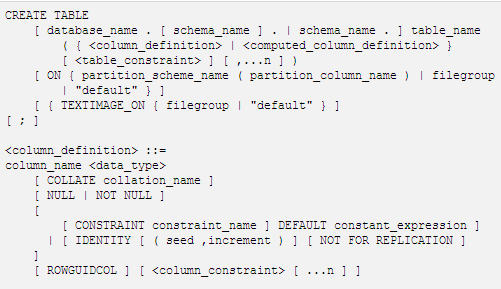 CREATE TABLE
[ database_name . [ schema_name ] . | schema_name . ] table_name
( { <column_definition> | <computed_column_definition> }
[ <table_constraint> ] [ ,...n ] )
[ ON { partition_scheme_name ( partition_column_name ) | filegroup
| "default" } ]
[ { TEXTIMAGE_ON { filegroup | "default" } ]
[ ; ]
<column_definition> ::=
column_name <data_type>
[ COLLATE collation_name ]
[ NULL | NOT NULL ]
[
[ CONSTRAINT constraint_name ] DEFAULT constant_expression ]
| [ IDENTITY [ ( seed ,increment ) ] [ NOT FOR REPLICATION ]
]
[ ROWGUIDCOL ] [ <column_constraint> [ ...n ] ]